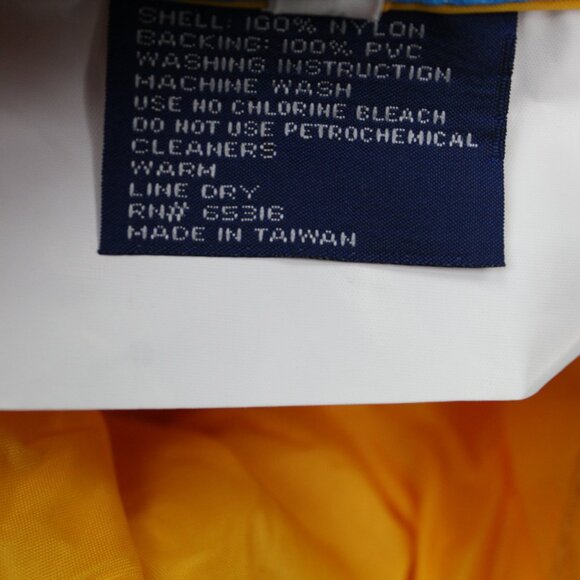 SHELL: 100% NYLON
BACKING: 100% PVC
WASHING INSTRUCTION
MACHINE WASH
USE NO CHLORINE BLEACH
DO NOT USE PETROCHEMICAL
CLEANERS
WARM
LINE DRY
RN# 65316
MADE IN TAIWAN